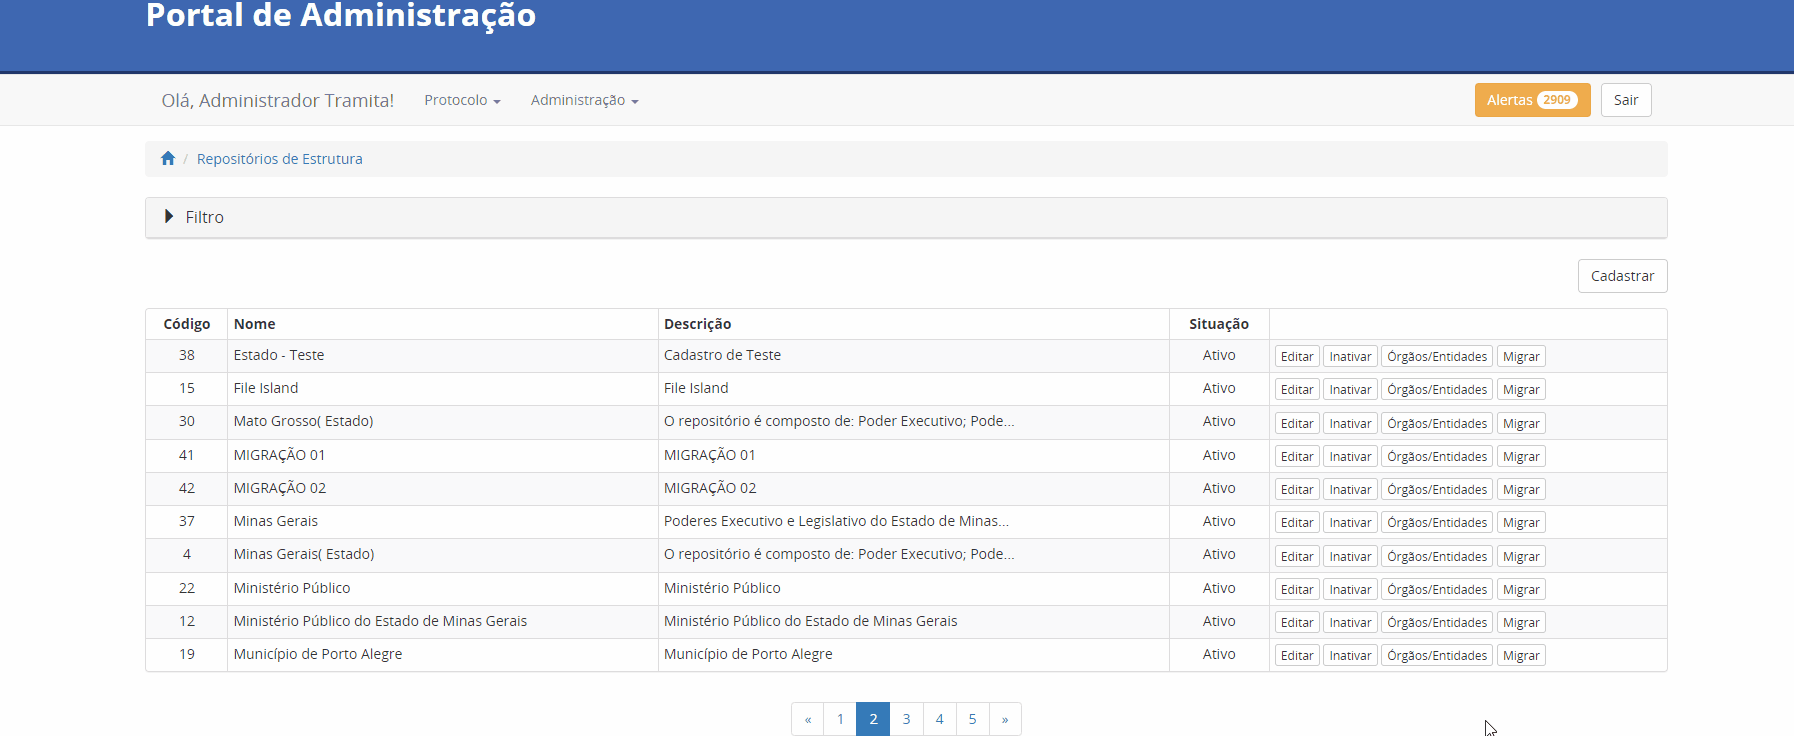 Portal de Administração
Olá, Administrador Tramita! Protocolo Administração Alertas 2909 Sair
/ Repositórios de Estrutura
Filtro
Cadastrar
Código Nome Descrição Situação
38 Estado - Teste Cadastro de Teste Ativo Editar Inativar Órgãos/Entidades Migrar
15 File Island File Island Ativo Editar Inativar Órgãos/Entidades Migrar
30 Mato Grosso( Estado) O repositório é composto de: Poder Executivo; Pode... Ativo Editar Inativar Órgãos/Entidades Migrar
41 MIGRAÇÃO 01 MIGRAÇÃO 01 Ativo Editar Inativar Órgãos/Entidades Migrar
42 MIGRAÇÃO 02 MIGRAÇÃO 02 Ativo Editar Inativar Órgãos/Entidades Migrar
37 Minas Gerais Poderes Executivo e Legislativo do Estado de Minas... Ativo Editar Inativar Órgãos/Entidades Migrar
4 Minas Gerais( Estado) O repositório é composto de: Poder Executivo; Pode... Ativo Editar Inativar Órgãos/Entidades Migrar
22 Ministério Público Ministério Público Ativo Editar Inativar Órgãos/Entidades Migrar
12 Ministério Público do Estado de Minas Gerais Ministério Público do Estado de Minas Gerais Ativo Editar Inativar Órgãos/Entidades Migrar
19 Município de Porto Alegre Município de Porto Alegre Ativo Editar Inativar Órgãos/Entidades Migrar
« 1 2 3 4 5 »